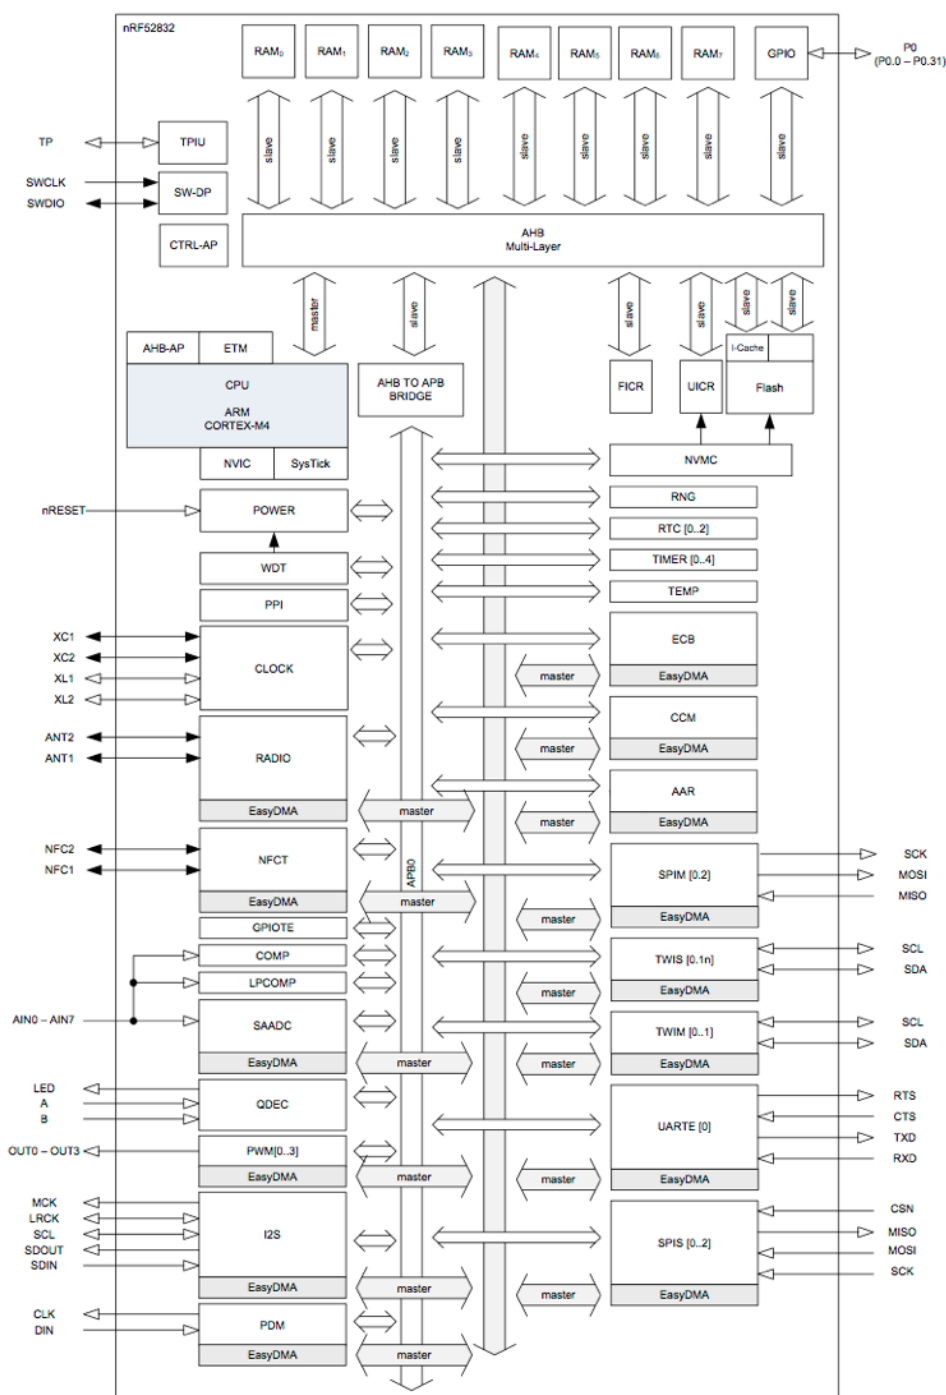 nRF52832
RAM0
RAM1
RAM2
RAM3
RAM4
RAM5
RAM6
RAM7
GPIO
P0
(P0.0 – P0.31)
slave
slave
slave
slave
slave
slave
slave
slave
slave
TP
TPIU
SWCLK
SWDIO
SW-DP
CTRL-AP
AHB
Multi-Layer
master
slave
slave
slave
slave
slave
AHB-AP
ETM
CPU
ARM
CORTEX-M4
NVIC
SysTick
AHB TO APB
BRIDGE
FICR
UICR
I-Cache
Flash
NVMC
nRESET
POWER
RNG
RTC [0..2]
WDT
TIMER [0..4]
PPI
TEMP
XC1
XC2
XL1
XL2
CLOCK
ECB
master
EasyDMA
ANT2
ANT1
RADIO
CCM
master
EasyDMA
EasyDMA
master
AAR
master
EasyDMA
NFC2
NFC1
NFCT
EasyDMA
master
APB0
SPIM [0.2]
master
EasyDMA
SCK
MOSI
MISO
GPIOTE
COMP
LPCOMP
AIN0 – AIN7
SAADC
EasyDMA
master
TWIS [0.1n]
master
EasyDMA
SCL
SDA
TWIM [0..1]
master
EasyDMA
SCL
SDA
LED
A
B
QDEC
UARTE [0]
master
EasyDMA
RTS
CTS
TXD
RXD
OUT0 – OUT3
PWM[0..3]
EasyDMA
master
MCK
LRCK
SCL
SDOUT
SDIN
I2S
EasyDMA
master
SPIS [0..2]
master
EasyDMA
CSN
MISO
MOSI
SCK
CLK
DIN
PDM
EasyDMA
master